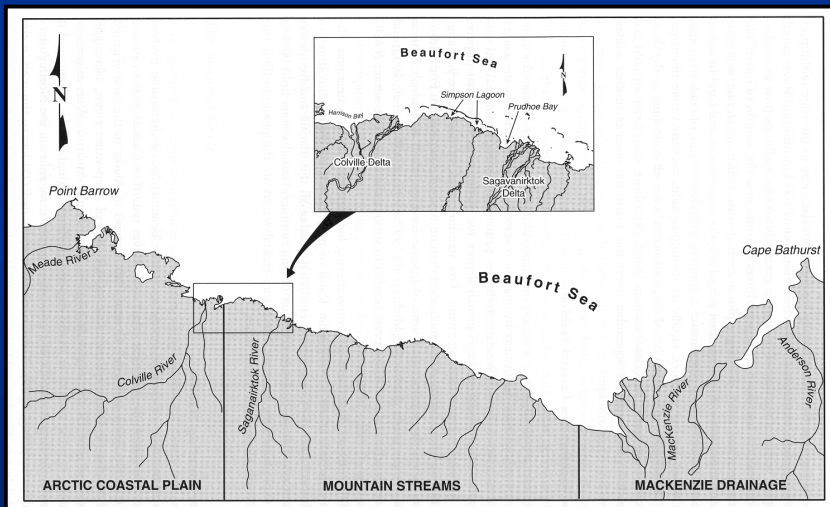 Beaufort Sea
N
Simpson Lagoon
Harrison Bay
Prudhoe Bay
Colville Delta
Sagavanirktok
Delta
N
Point Barrow
Meade River
Cape Bathurst
Beaufort Sea
Colville River
Saganairktok River
MacKenzie River
Anderson River
ARCTIC COASTAL PLAIN
MOUNTAIN STREAMS
MACKENZIE DRAINAGE